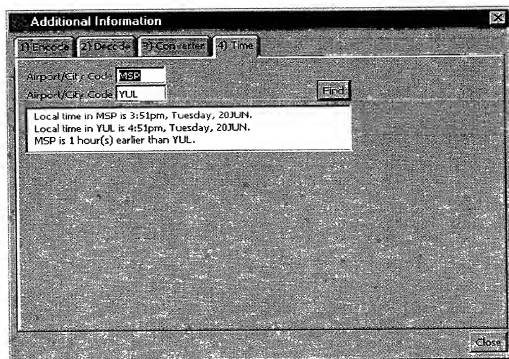 Additional Information
1) Encode 2) Decode 3) Converter 4) Time
Airport/City Code MSP
Airport/City Code YUL
Find
Local time in MSP is 3:51pm, Tuesday, 20JUN.
Local time in YUL is 4:51pm, Tuesday, 20JUN.
MSP is 1 hour(s) earlier than YUL.
Close